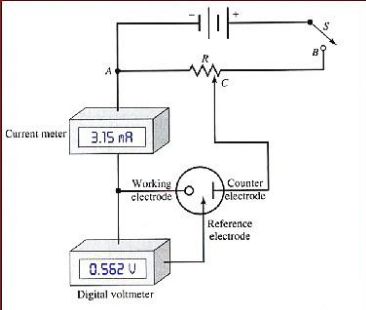 − +
S
R
B
A
C
Current meter
3.15 mA
Working
electrode
Counter
electrode
Reference
electrode
0.562 V
Digital voltmeter